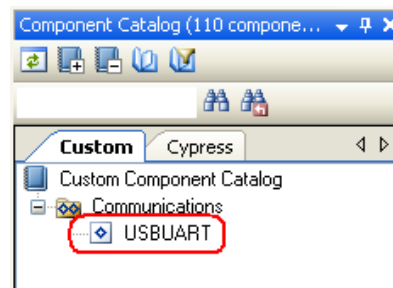 Component Catalog (110 compone...
Custom
Cypress
Custom Component Catalog
Communications
USBUART